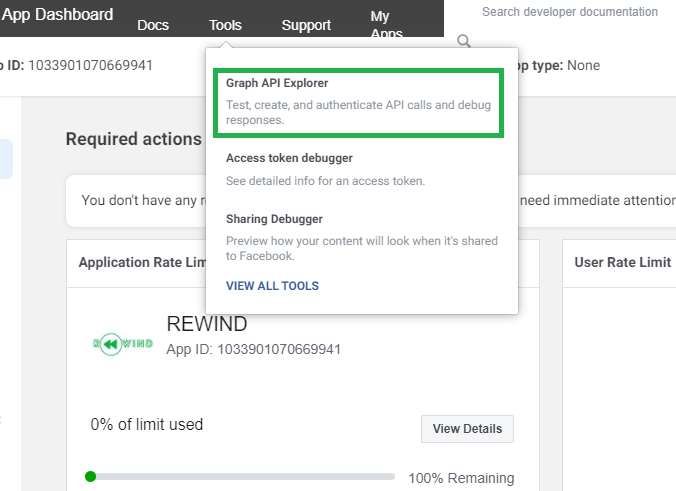 App Dashboard
Docs
Tools
Support
My
Apps
Search developer documentation
p ID: 1033901070669941
pp type: None
Graph API Explorer
Test, create, and authenticate API calls and debug
responses.
Access token debugger
See detailed info for an access token.
Sharing Debugger
Preview how your content will look when it's shared
to Facebook.
VIEW ALL TOOLS
Required actions
You don't have any r
need immediate attention
Application Rate Lim
User Rate Limit
REWIND
App ID: 1033901070669941
0% of limit used
View Details
100% Remaining